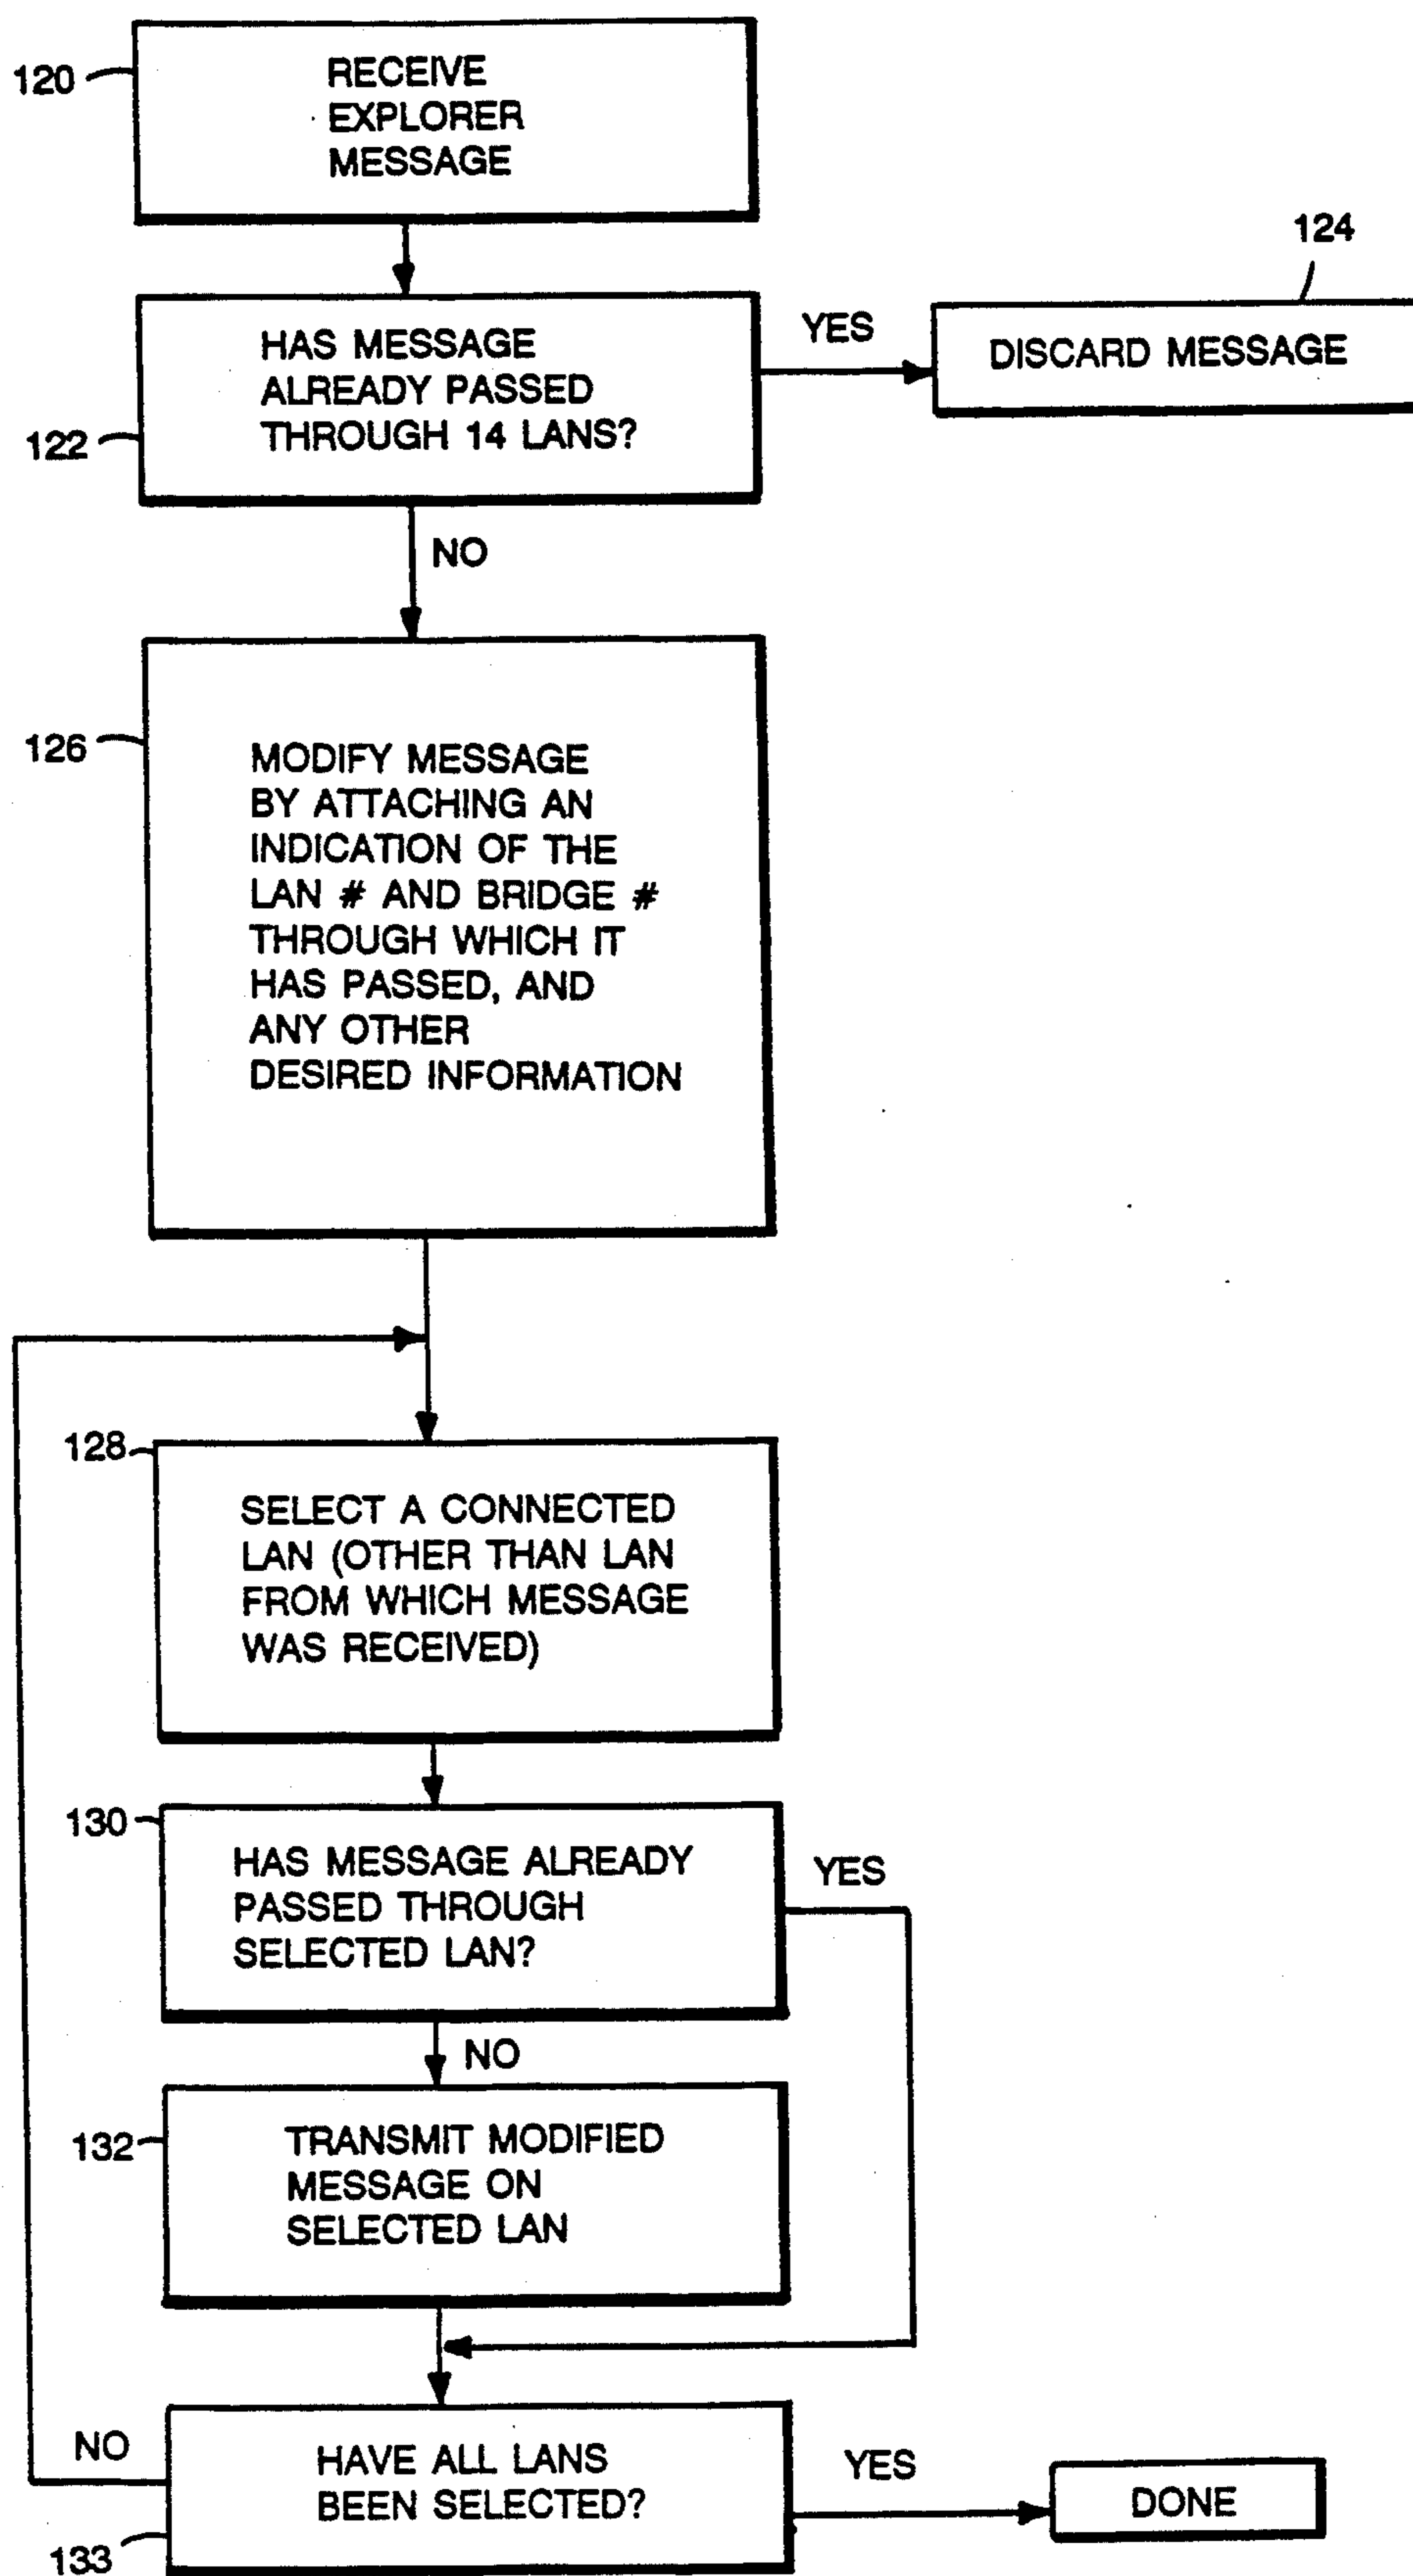 120
RECEIVE
EXPLORER
MESSAGE
124
HAS MESSAGE
ALREADY PASSED
THROUGH 14 LANS?
YES
DISCARD MESSAGE
122
NO
126
MODIFY MESSAGE
BY ATTACHING AN
INDICATION OF THE
LAN # AND BRIDGE #
THROUGH WHICH IT
HAS PASSED, AND
ANY OTHER
DESIRED INFORMATION
128
SELECT A CONNECTED
LAN (OTHER THAN LAN
FROM WHICH MESSAGE
WAS RECEIVED)
130
HAS MESSAGE ALREADY
PASSED THROUGH
SELECTED LAN?
YES
NO
132
TRANSMIT MODIFIED
MESSAGE ON
SELECTED LAN
NO
HAVE ALL LANS
BEEN SELECTED?
YES
DONE
133